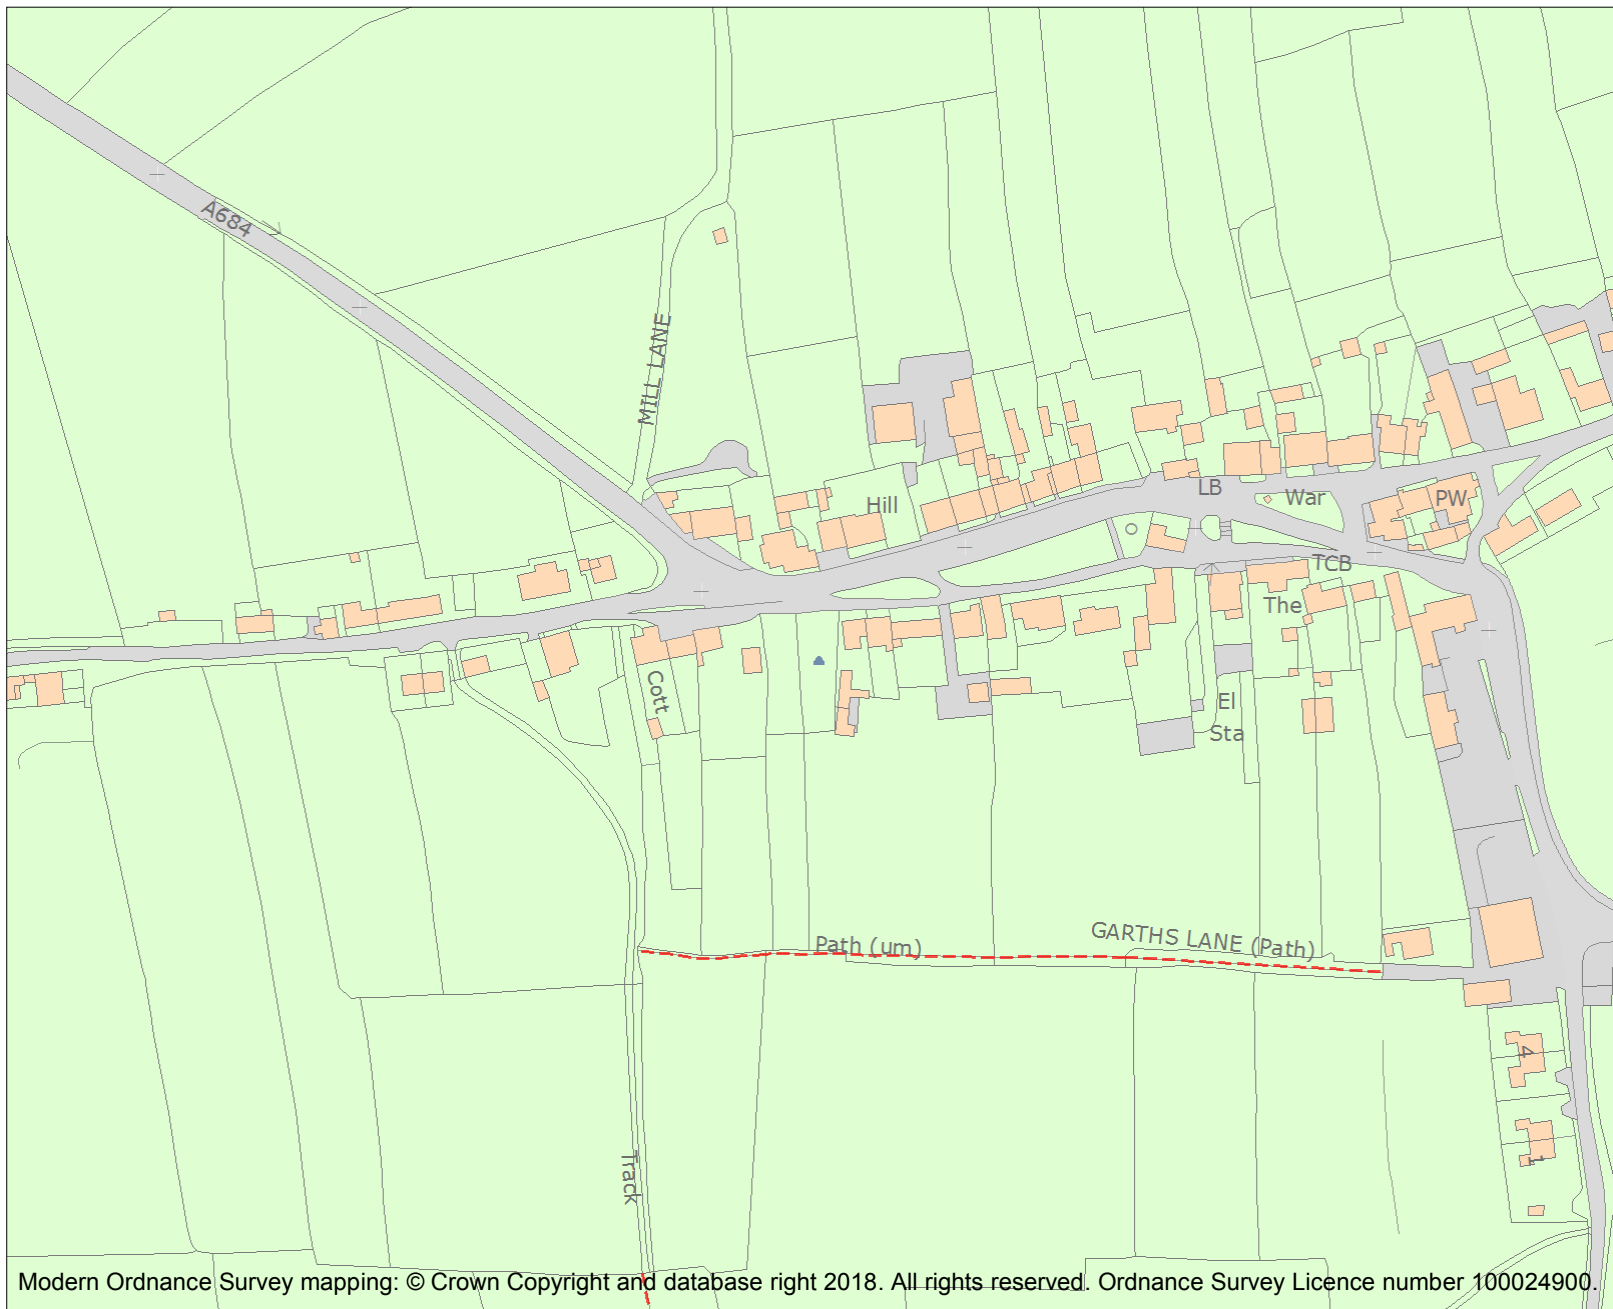 A684
MILL LANE
Hill
LB
War
PW
TCB
The
Cott
El
Sta
GARTHS LANE (Path)
Path (um)
4
Track
1
Modern Ordnance Survey mapping: © Crown Copyright and database right 2018. All rights reserved. Ordnance Survey Licence number 100024900.